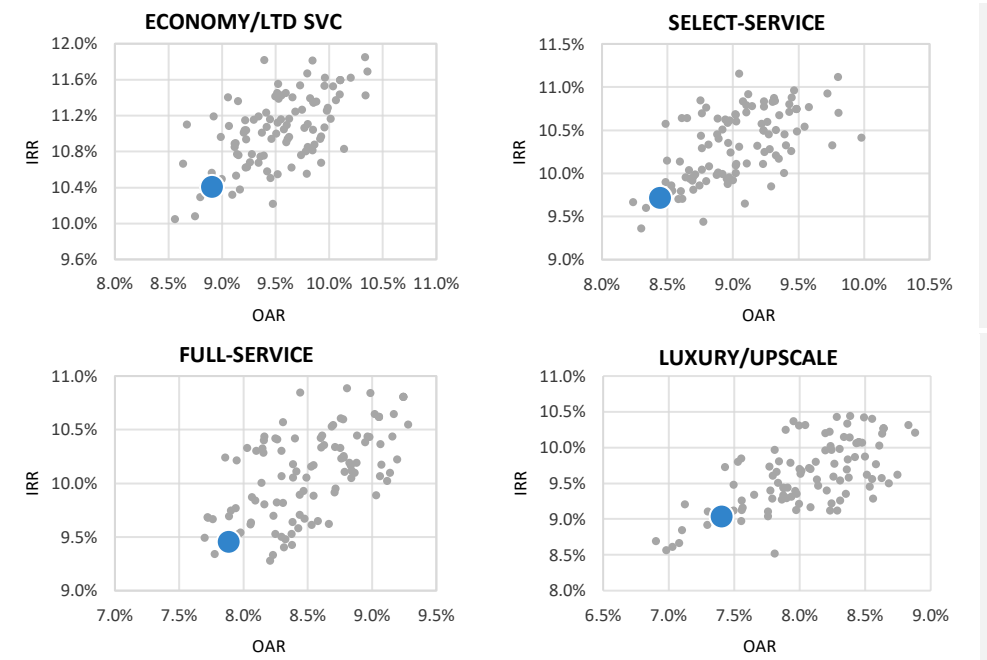 ECONOMY/LTD SVC
12.0%
11.6%
11.2%
10.8%
10.4%
10.0%
9.6%
IRR
8.0% 8.5% 9.0% 9.5% 10.0% 10.5% 11.0%
OAR
SELECT-SERVICE
11.5%
11.0%
10.5%
10.0%
9.5%
9.0%
IRR
8.0% 8.5% 9.0% 9.5% 10.0% 10.5%
OAR
FULL-SERVICE
11.0%
10.5%
10.0%
9.5%
9.0%
IRR
7.0% 7.5% 8.0% 8.5% 9.0% 9.5%
OAR
LUXURY/UPSCALE
11.0%
10.5%
10.0%
9.5%
9.0%
8.5%
8.0%
IRR
6.5% 7.0% 7.5% 8.0% 8.5% 9.0%
OAR